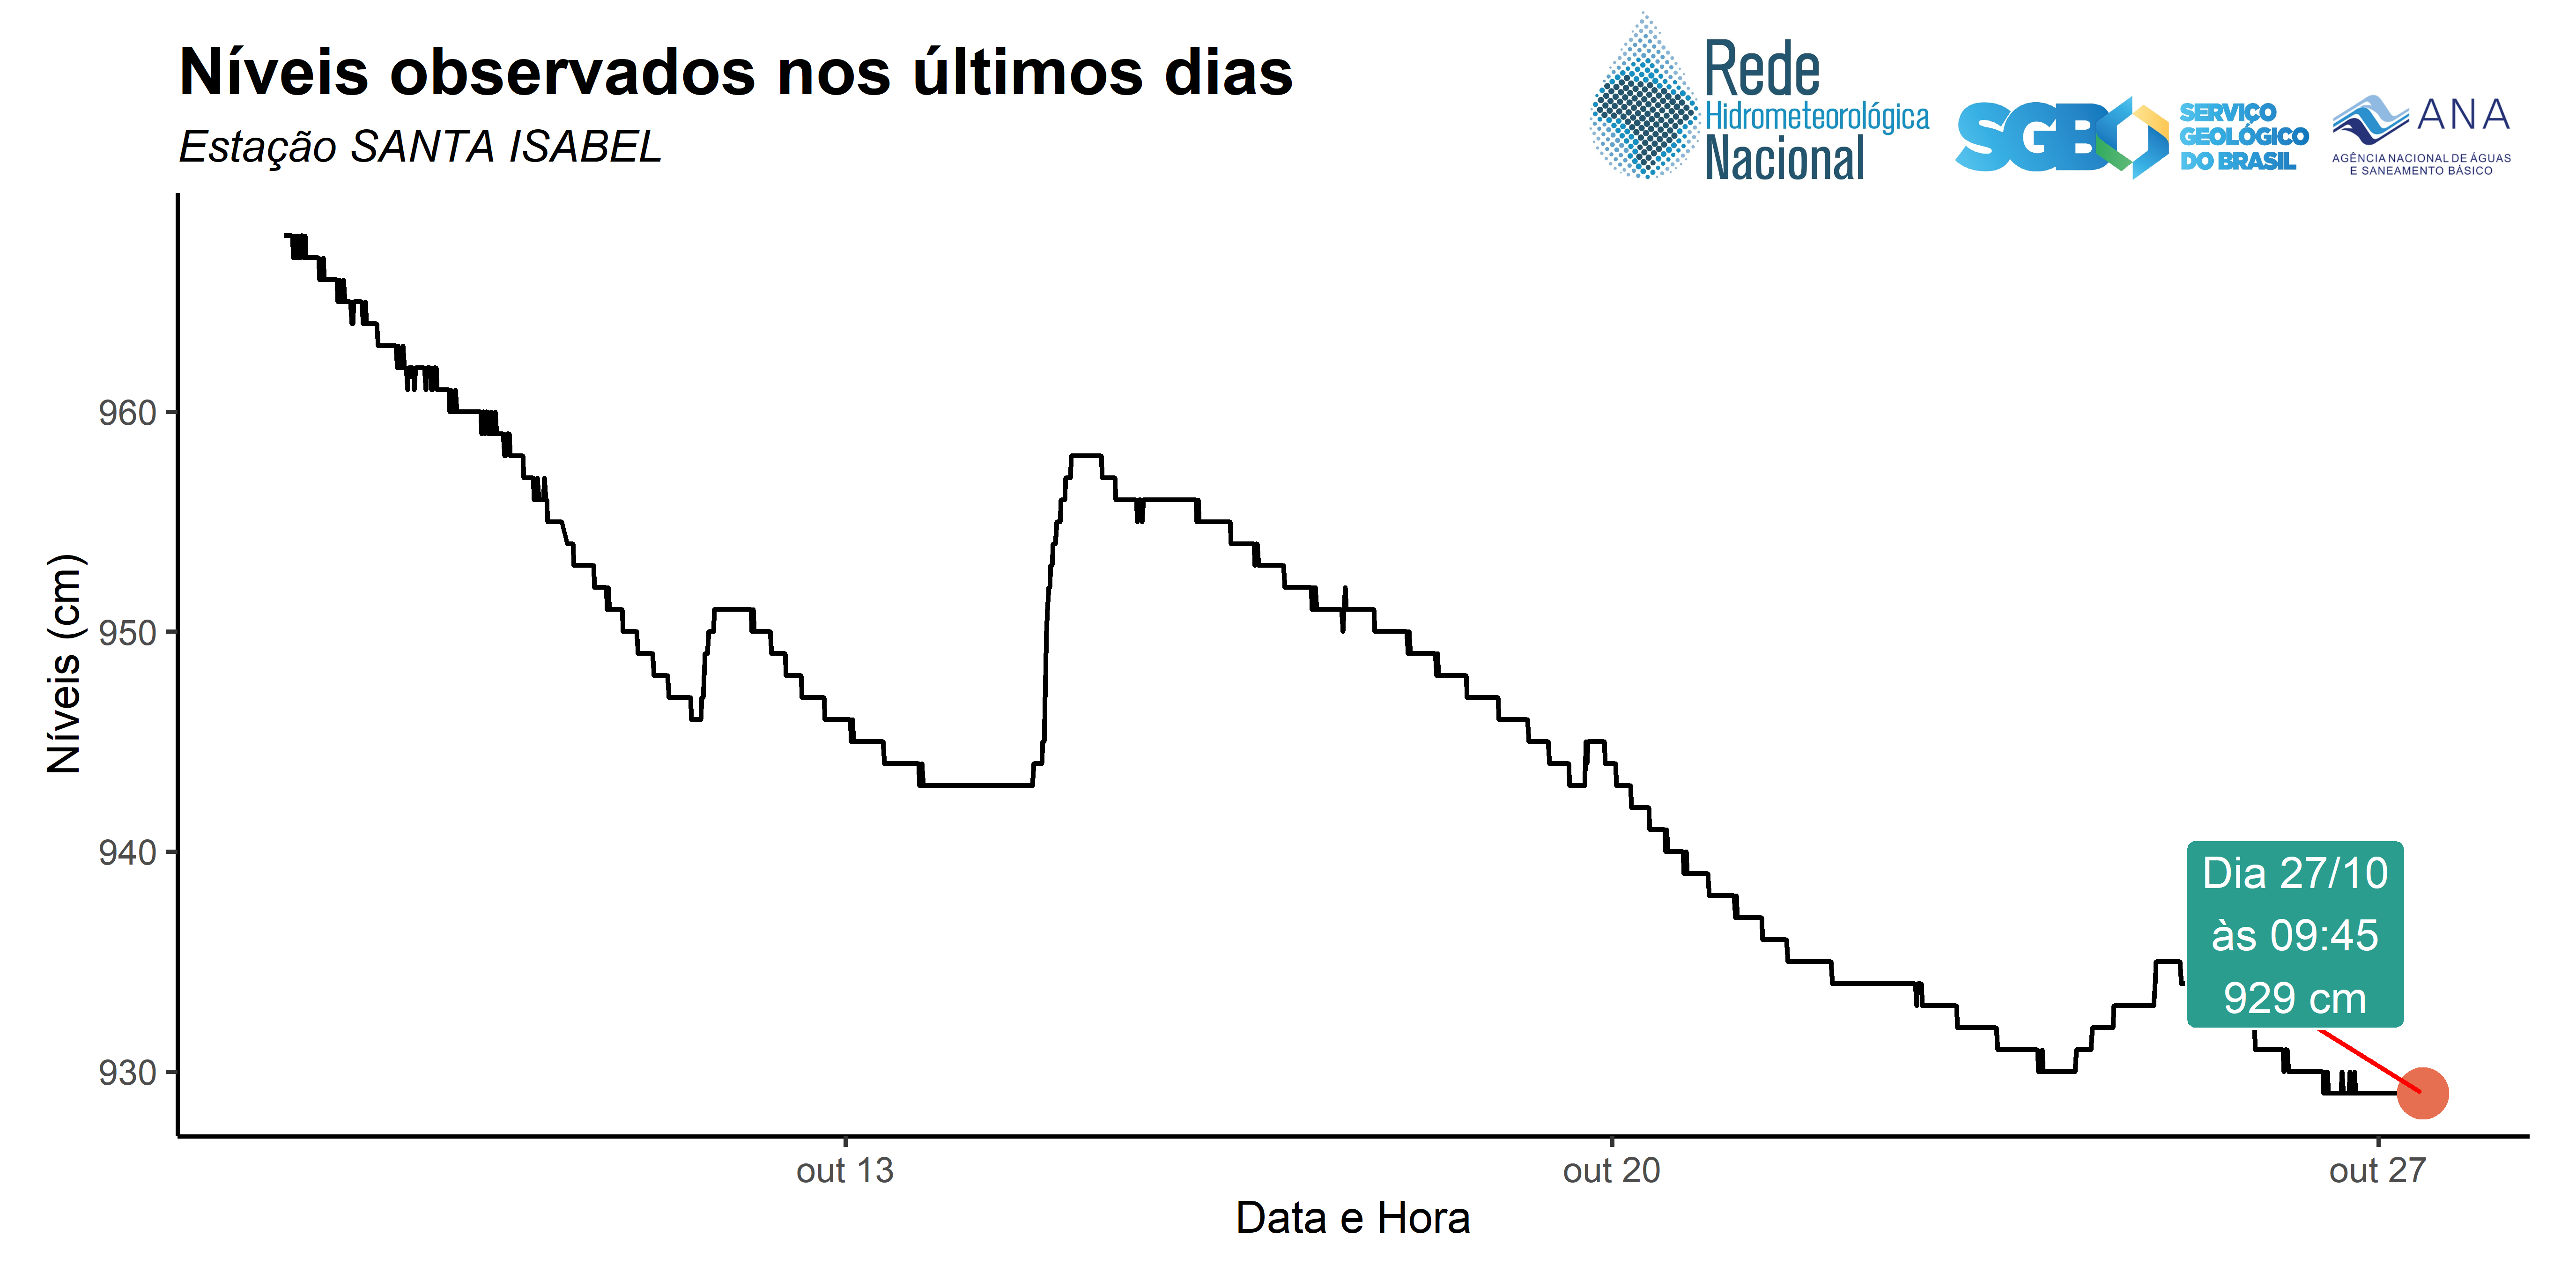 Níveis observados nos últimos dias
Estação SANTA ISABEL
Rede
Hidrometeorológica
Nacional
SGB
SERVIÇO
GEOLÓGICO
DO BRASIL
ANA
AGÊNCIA NACIONAL DE ÁGUAS
E SANEAMENTO BÁSICO
Níveis (cm)
960
950
940
930
Dia 27/10
às 09:45
929 cm
out 13
out 20
out 27
Data e Hora